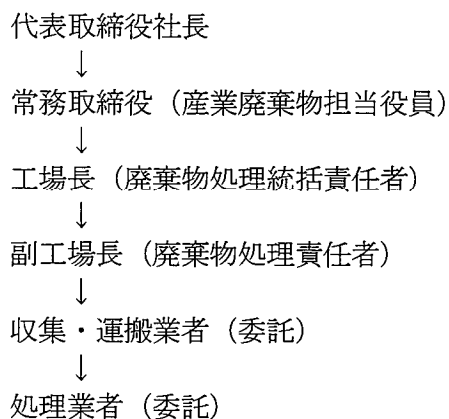 代表取締役社長
↓
常務取締役（産業廃棄物担当役員）
↓
工場長（廃棄物処理統括責任者）
↓
副工場長（廃棄物処理責任者）
↓
収集・運搬業者（委託）
↓
処理業者（委託）